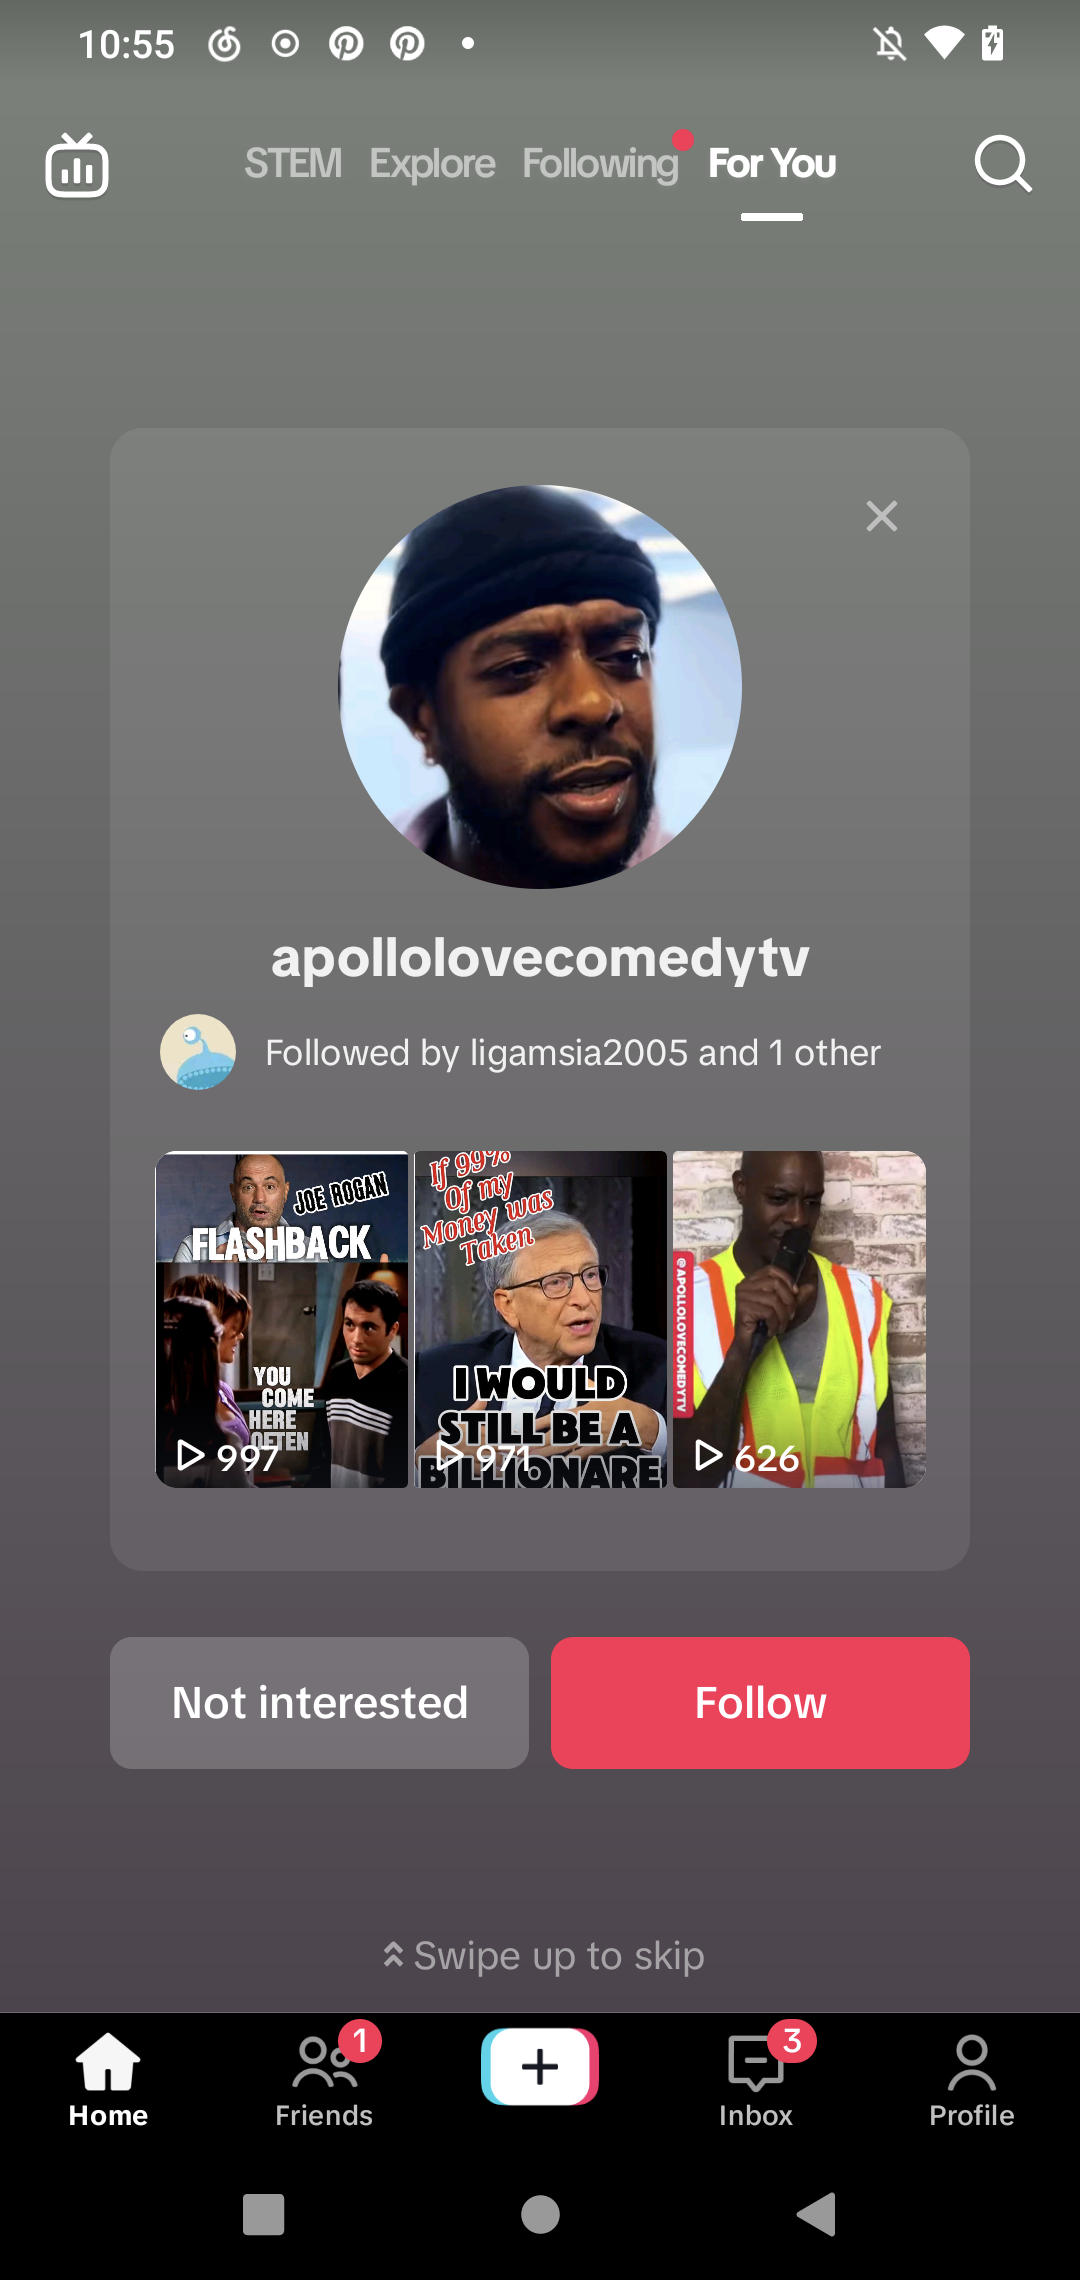 10:55
STEM Explore Following For You
apollolovecomedytv
Followed by ligamsia2005 and 1 other
JOE ROGAN
FLASHBACK
YOU
COME
HERE
OFTEN
997
If 99%
Of my
Money was
Taken
I WOULD
STILL BE A
BILLIONARE
971
@APOLLOLOVECOMEDYTV
626
Not interested
Follow
Swipe up to skip
1
3
Home
Friends
Inbox
Profile